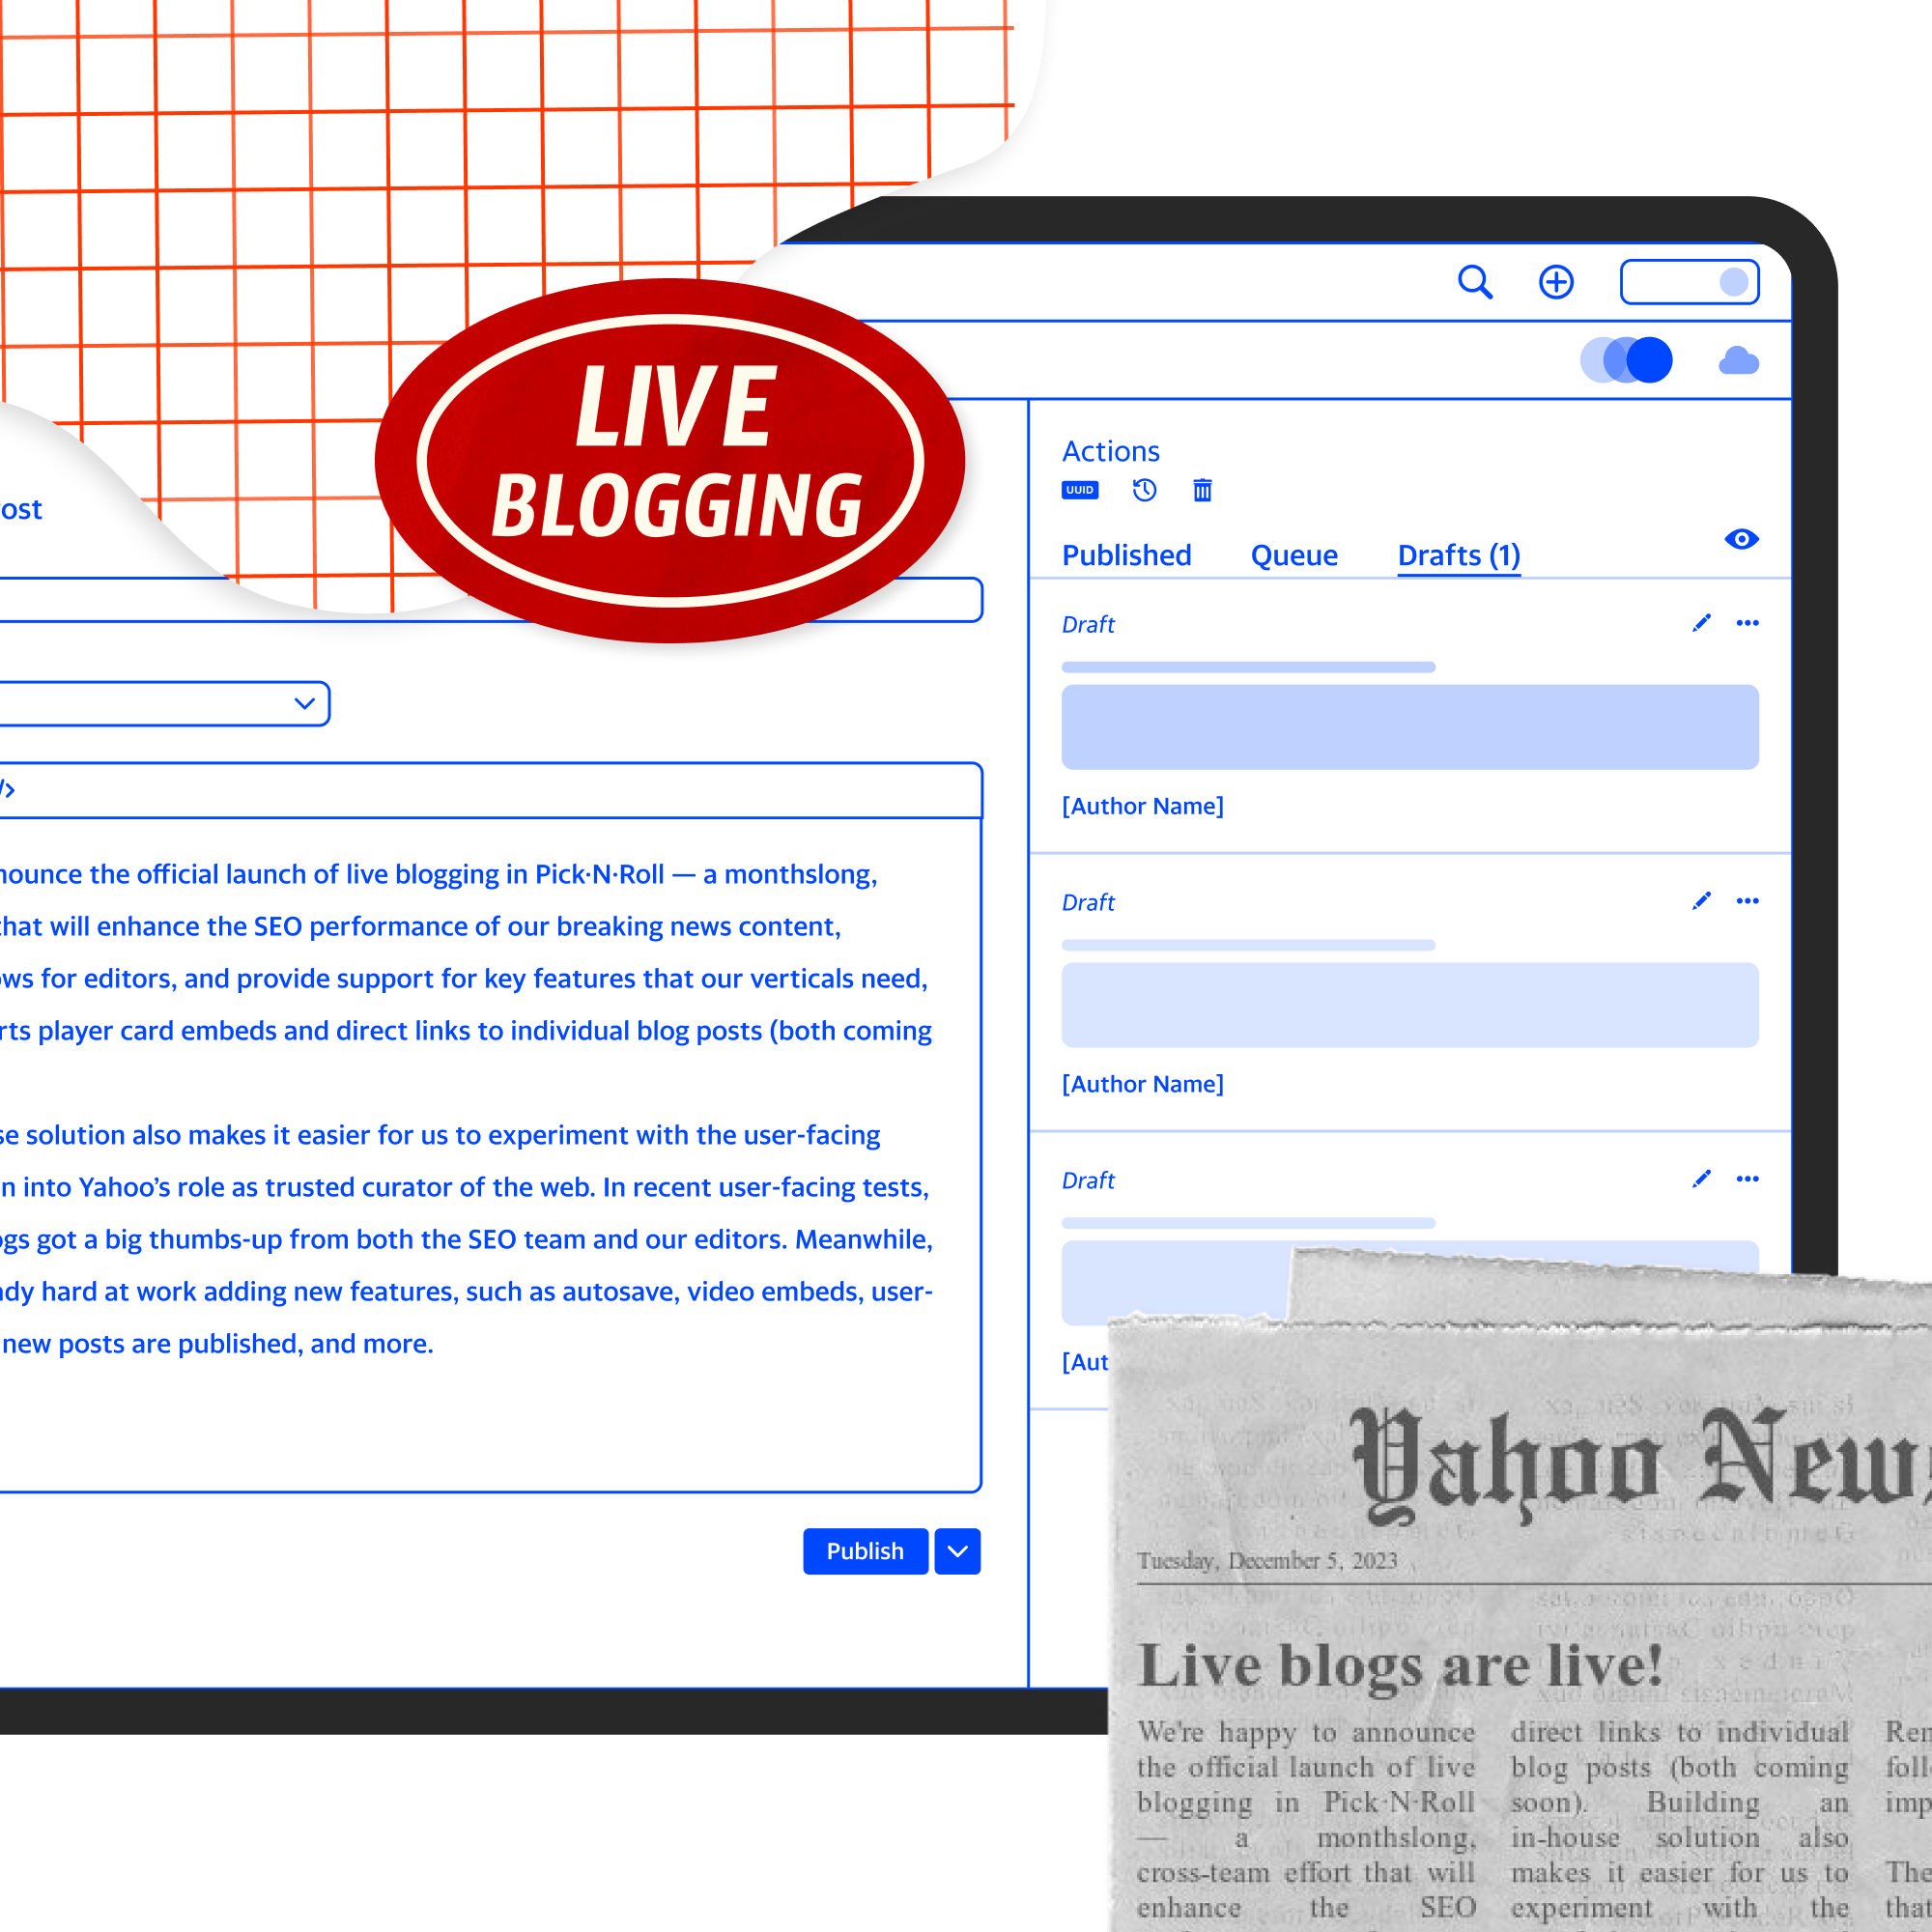 LIVE
BLOGGING
ost
/>
nounce the official launch of live blogging in Pick·N·Roll — a monthslong,
that will enhance the SEO performance of our breaking news content,
ws for editors, and provide support for key features that our verticals need,
rts player card embeds and direct links to individual blog posts (both coming
se solution also makes it easier for us to experiment with the user-facing
n into Yahoo’s role as trusted curator of the web. In recent user-facing tests,
gs got a big thumbs-up from both the SEO team and our editors. Meanwhile,
dy hard at work adding new features, such as autosave, video embeds, user-
new posts are published, and more.
Publish
Actions
UUID
Published Queue Drafts (1)
Draft
[Author Name]
Draft
[Author Name]
Draft
[Aut
Yahoo News
Tuesday, December 5, 2023
Live blogs are live!
We're happy to announce
the official launch of live
blogging in Pick·N·Roll
— a monthslong,
cross-team effort that will
enhance the SEO
direct links to individual
blog posts (both coming
soon). Building an
in-house solution also
makes it easier for us to
experiment with the
Ren
foll
imp
The
that